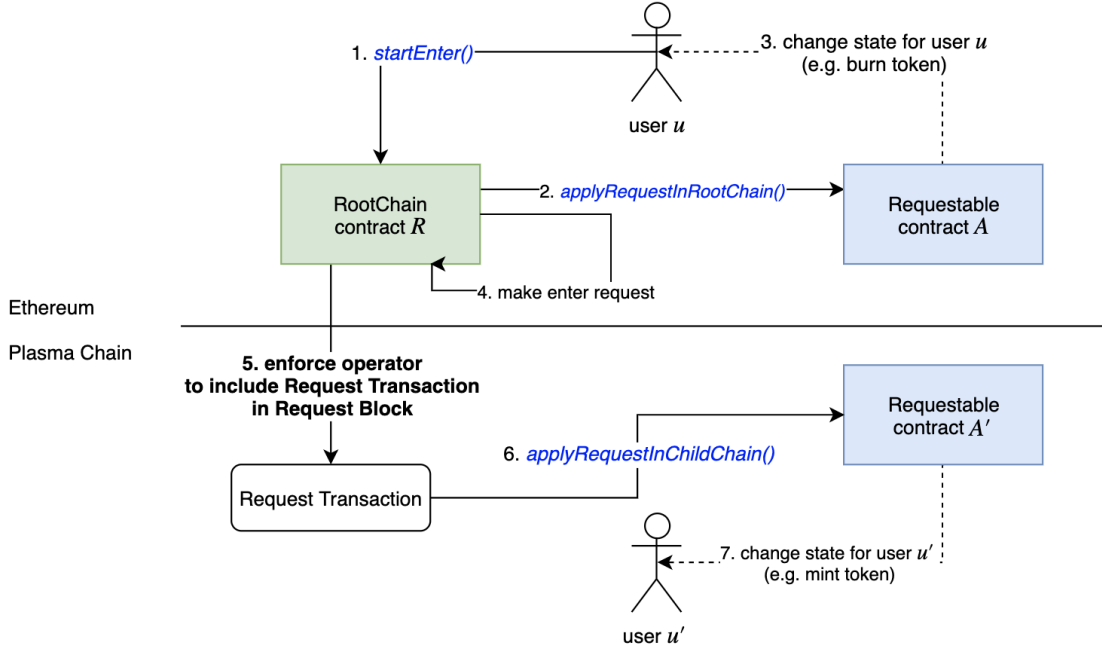 1. startEnter()
3. change state for user u
(e.g. burn token)
user u
RootChain
contract R
2. applyRequestInRootChain()
Requestable
contract A
4. make enter request
Ethereum
Plasma Chain
5. enforce operator
to include Request Transaction
in Request Block
Requestable
contract A′
6. applyRequestInChildChain()
Request Transaction
7. change state for user u′
(e.g. mint token)
user u′